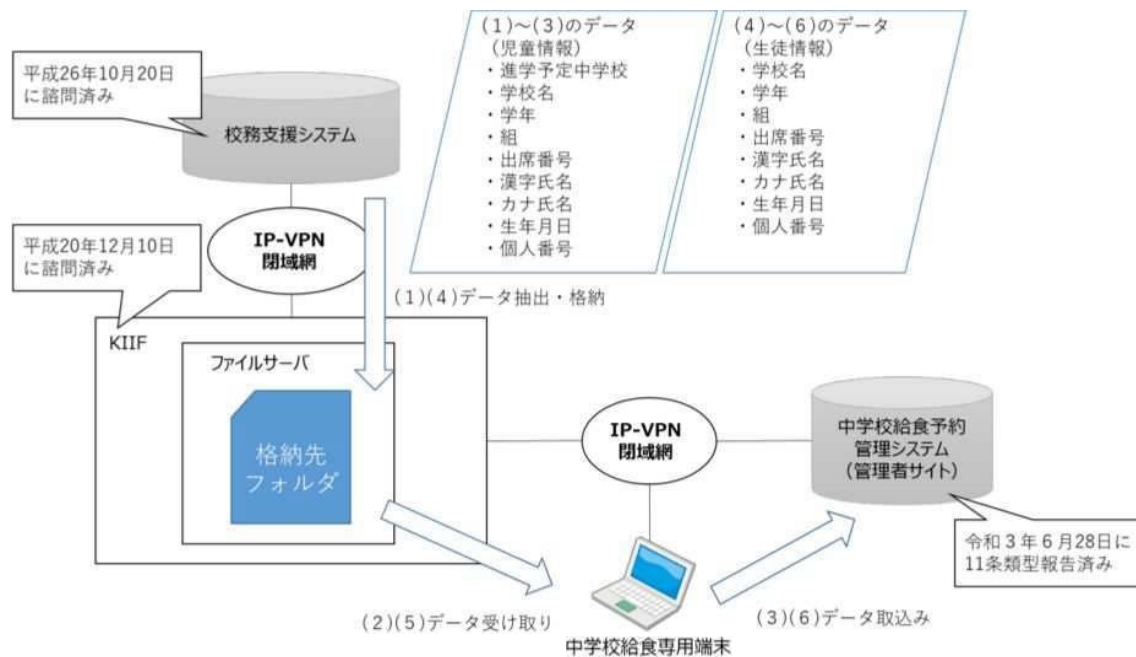 (1)～(3)のデータ
(児童情報)
・進学予定中学校
・学校名
・学年
・組
・出席番号
・漢字氏名
・カナ氏名
・生年月日
・個人番号
(4)～(6)のデータ
(生徒情報)
・学校名
・学年
・組
・出席番号
・漢字氏名
・カナ氏名
・生年月日
・個人番号
平成26年10月20日
に諮問済み
校務支援システム
平成20年12月10日
に諮問済み
IP-VPN
閉域網
(1)(4)データ抽出・格納
KIIF
ファイルサーバ
格納先
フォルダ
IP-VPN
閉域網
中学校給食予約
管理システム
(管理者サイト)
令和３年６月28日に
11条類型報告済み
(2)(5)データ受け取り
中学校給食専用端末
(3)(6)データ取込み